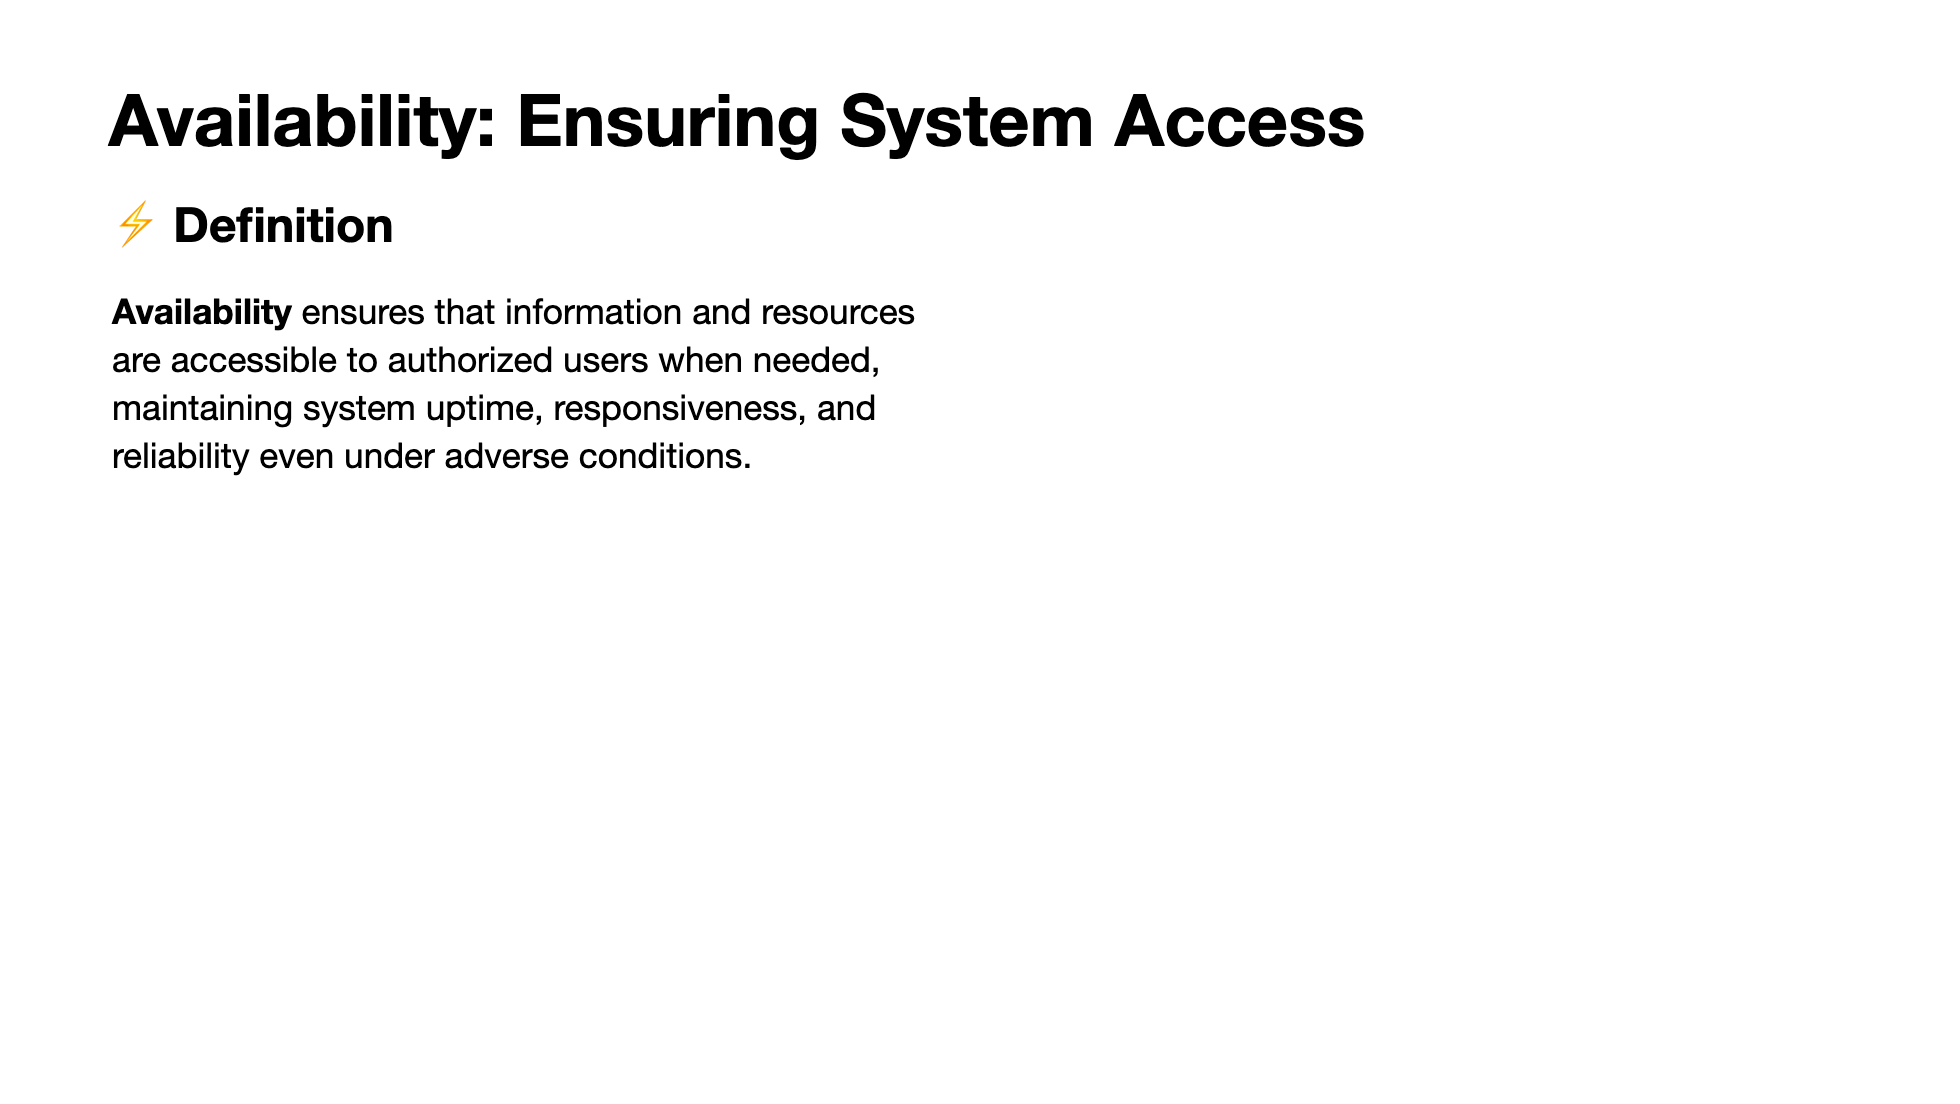 Availability: Ensuring System Access
⚡ Definition
Availability ensures that information and resources
are accessible to authorized users when needed,
maintaining system uptime, responsiveness, and
reliability even under adverse conditions.